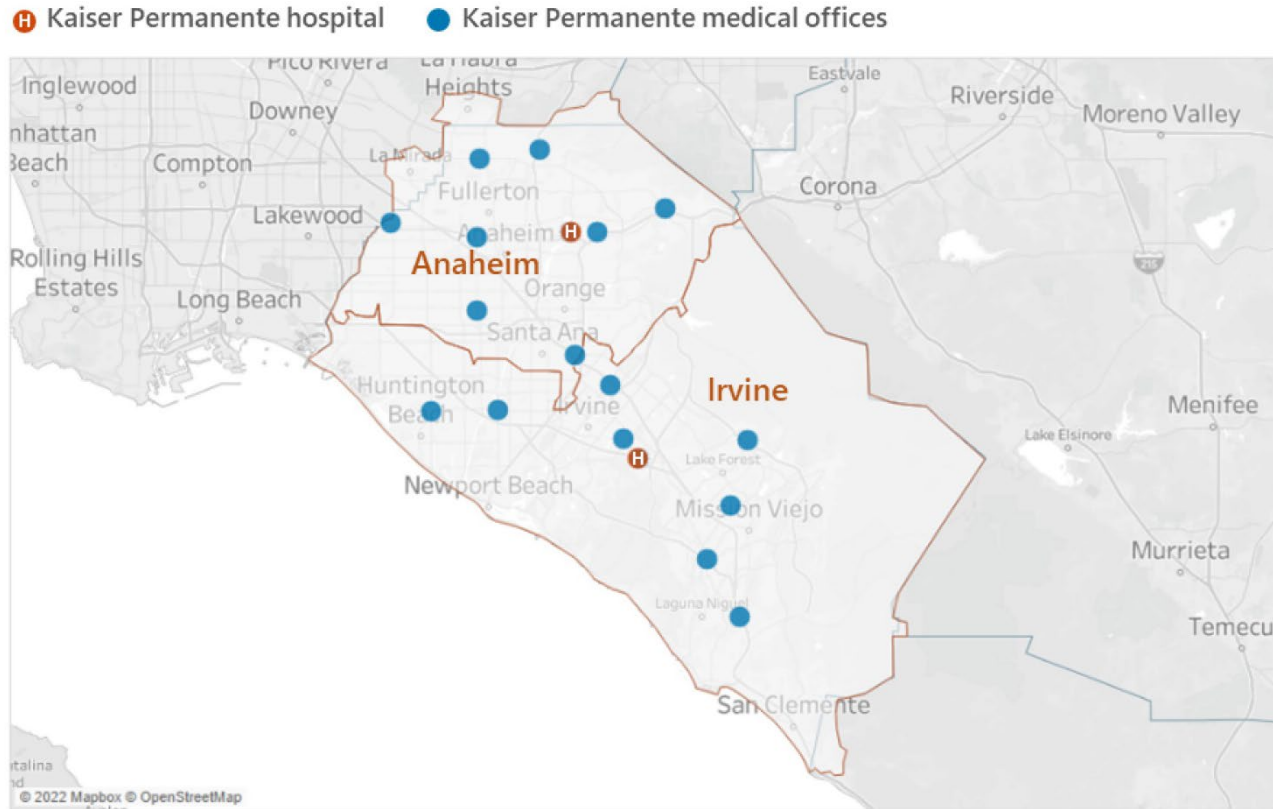 H Kaiser Permanente hospital
Kaiser Permanente medical offices
Pico Rivera
La Habra
Heights
Eastvale
Inglewood
Downey
Riverside
Moreno Valley
nhattan
Beach
Compton
La Mirada
Fullerton
Corona
Lakewood
Anaheim
H
Anaheim
215
Rolling Hills
Estates
Long Beach
Orange
Santa Ana
Huntington
Beach
Irvine
Irvine
Menifee
Lake Elsinore
H
Lake Forest
Newport Beach
Mission Viejo
Murrieta
Laguna Niguel
Temecu
San Clemente
atalina
nd
© 2022 Mapbox © OpenStreetMap